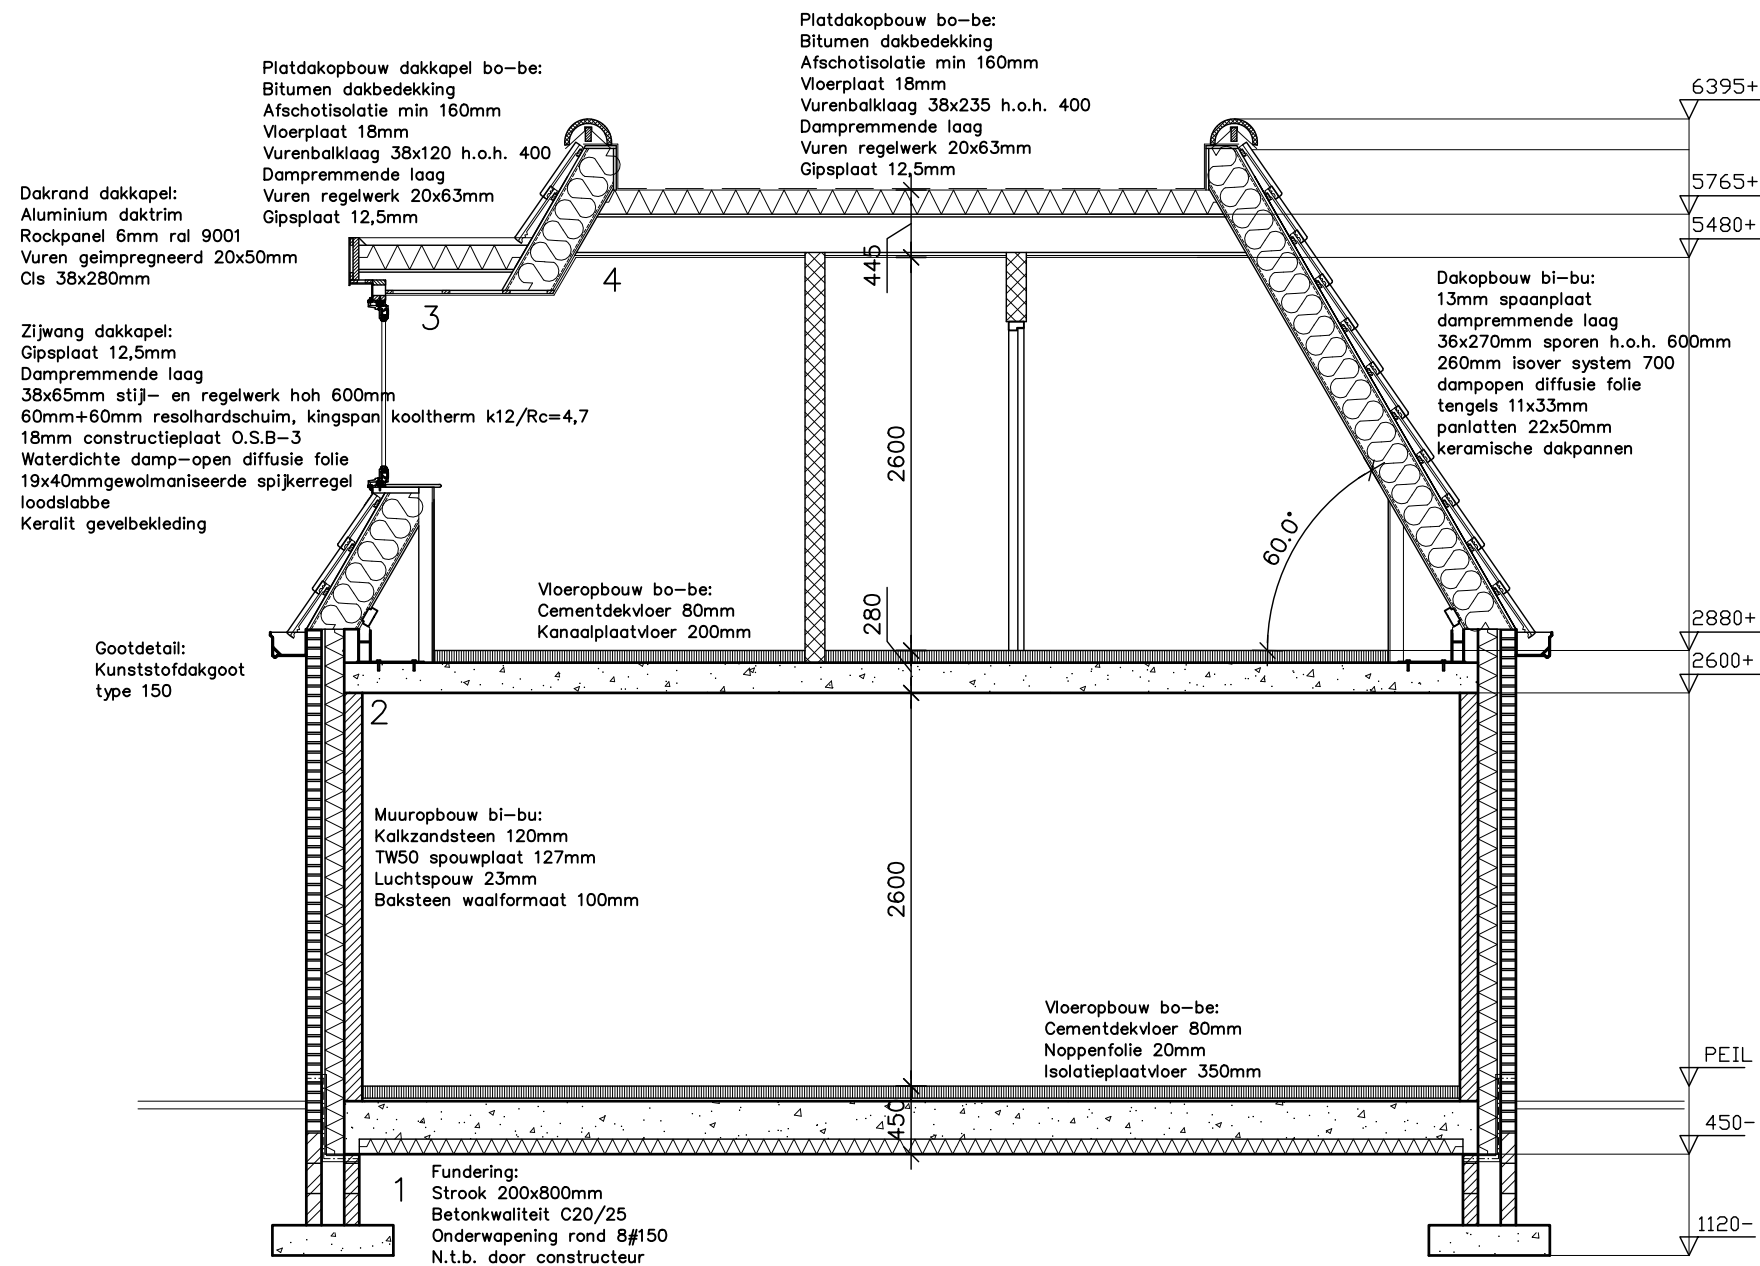 Platdakopbouw bo-be:
Bitumen dakbedekking
Afschotisolatie min 160mm
Vloerplaat 18mm
Vurenbalklaag 38x235 h.o.h. 400
Dampremmende laag
Vuren regelwerk 20x63mm
Gipsplaat 12,5mm
Platdakopbouw dakkapel bo-be:
Bitumen dakbedekking
Afschotisolatie min 160mm
Vloerplaat 18mm
Vurenbalklaag 38x120 h.o.h. 400
Dampremmende laag
Vuren regelwerk 20x63mm
Gipsplaat 12,5mm
Dakrand dakkapel:
Aluminium daktrim
Rockpanel 6mm ral 9001
Vuren geimpregneerd 20x50mm
Cls 38x280mm
Zijwang dakkapel:
Gipsplaat 12,5mm
Dampremmende laag
38x65mm stijl- en regelwerk hoh 600mm
60mm+60mm resolhardschuim, kingspan kooltherm k12/Rc=4,7
18mm constructieplaat O.S.B-3
Waterdichte damp-open diffusie folie
19x40mmgewolmaniseerde spijkerregel
loodslabbe
Keralit gevelbekleding
3
4
445
2600
60.0°
280
Dakopbouw bi-bu:
13mm spaanplaat
dampremmende laag
36x270mm sporen h.o.h. 600mm
260mm isover system 700
dampopen diffusie folie
tengels 11x33mm
panlatten 22x50mm
keramische dakpannen
6395+
5765+
5480+
2880+
2600+
PEIL
450-
1120-
Vloeropbouw bo-be:
Cementdekvloer 80mm
Kanaalplaatvloer 200mm
Gootdetail:
Kunststofdakgoot
type 150
2
Muuropbouw bi-bu:
Kalkzandsteen 120mm
TW50 spouwplaat 127mm
Luchtspouw 23mm
Baksteen waalformaat 100mm
2600
Vloeropbouw bo-be:
Cementdekvloer 80mm
Noppenfolie 20mm
Isolatieplaatvloer 350mm
450
1
Fundering:
Strook 200x800mm
Betonkwaliteit C20/25
Onderwapening rond 8#150
N.t.b. door constructeur